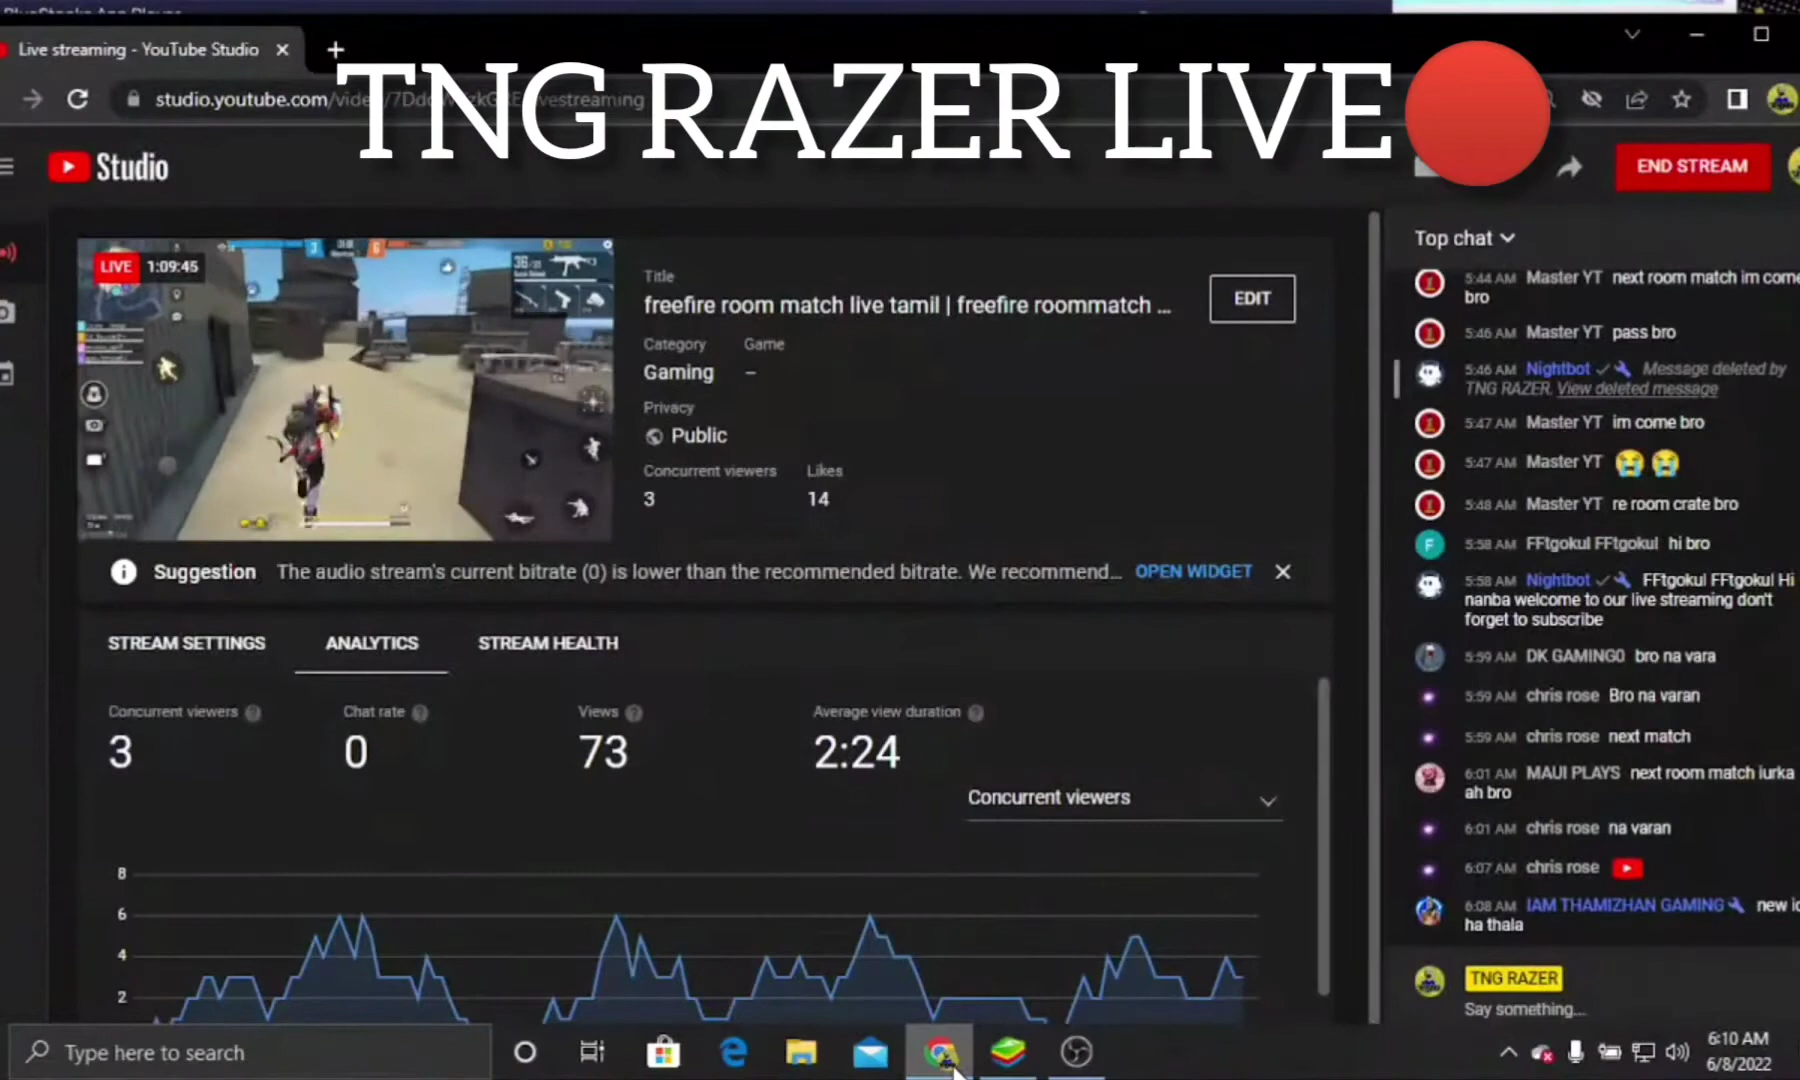 Live streaming - YouTube Studio
TNG RAZER LIVE
Studio
END STREAM
LIVE 1:09:45
Title
freefire room match live tamil | freefire roommatch ...
EDIT
Category Game
Gaming –
Privacy
Public
Concurrent viewers Likes
3 14
Suggestion The audio stream's current bitrate (0) is lower than the recommended bitrate. We recommend... OPEN WIDGET
STREAM SETTINGS ANALYTICS STREAM HEALTH
Concurrent viewers Chat rate Views Average view duration
3 0 73 2:24
Concurrent viewers
8
6
4
2
Top chat
5:44 AM Master YT next room match im come
bro
5:46 AM Master YT pass bro
5:46 AM Nightbot Message deleted by
TNG RAZER. View deleted message
5:47 AM Master YT im come bro
5:47 AM Master YT 😭😭
5:48 AM Master YT re room crate bro
5:58 AM FFtgokul FFtgokul hi bro
5:58 AM Nightbot FFtgokul FFtgokul Hi
nanba welcome to our live streaming don't
forget to subscribe
5:59 AM DK GAMING0 bro na vara
5:59 AM chris rose Bro na varan
5:59 AM chris rose next match
6:01 AM MAUI PLAYS next room match iurka
ah bro
6:01 AM chris rose na varan
6:07 AM chris rose
6:08 AM IAM THAMIZHAN GAMING new
ha thala
TNG RAZER
Say something...
Type here to search
6:10 AM
6/8/2022